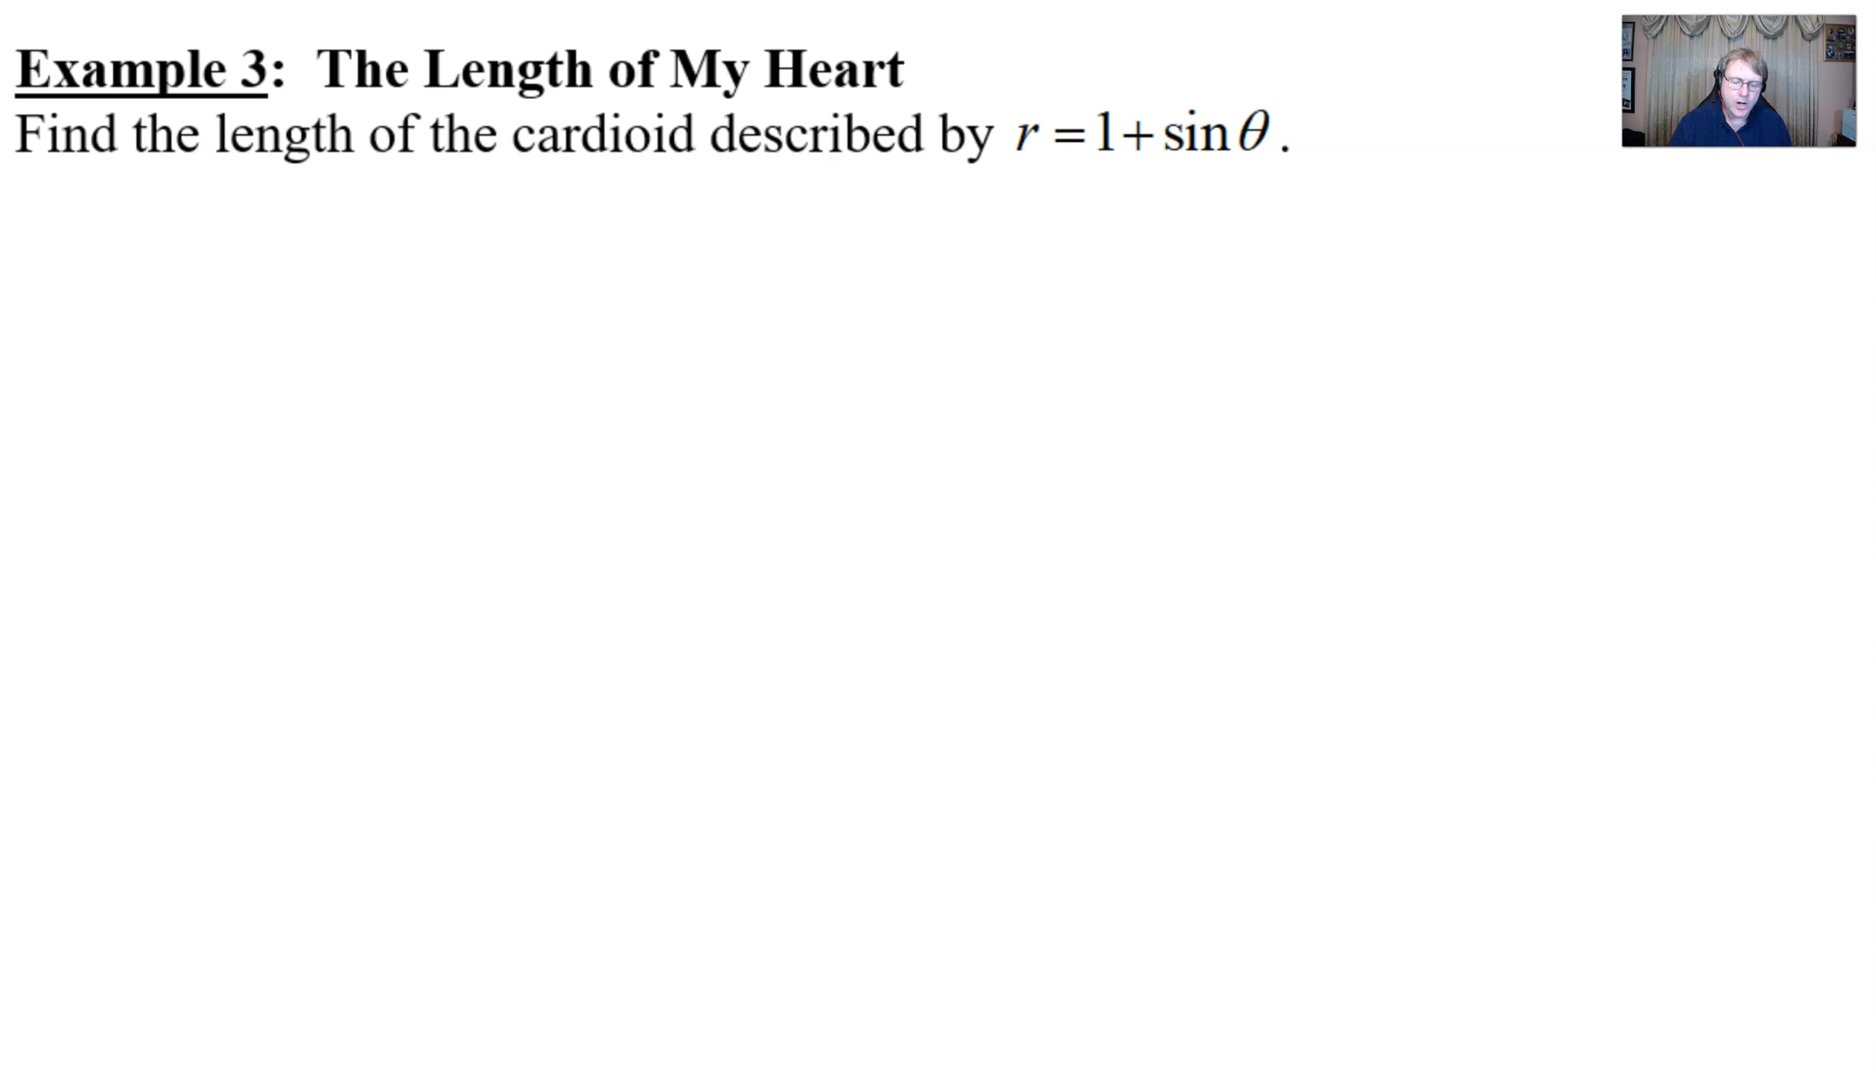 Example 3: The Length of My Heart
Find the length of the cardioid described by r = 1 + sin θ .